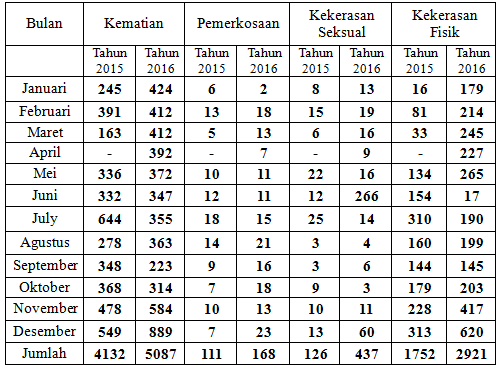 Bulan Kematian Pemerkosaan Kekerasan Seksual Kekerasan Fisik
Tahun 2015 Tahun 2016 Tahun 2015 Tahun 2016 Tahun 2015 Tahun 2016 Tahun 2015 Tahun 2016
Januari 245 424 6 2 8 13 16 179
Februari 391 412 13 18 15 19 81 214
Maret 163 412 5 13 6 16 33 245
April - 392 - 7 - 9 - 227
Mei 336 372 10 11 22 16 134 265
Juni 332 347 12 11 12 266 154 17
July 644 355 18 15 25 14 310 190
Agustus 278 363 14 21 3 4 160 199
September 348 223 9 16 3 6 144 145
Oktober 368 314 7 18 9 3 179 203
November 478 584 10 13 10 11 228 417
Desember 549 889 7 23 13 60 313 620
Jumlah 4132 5087 111 168 126 437 1752 2921